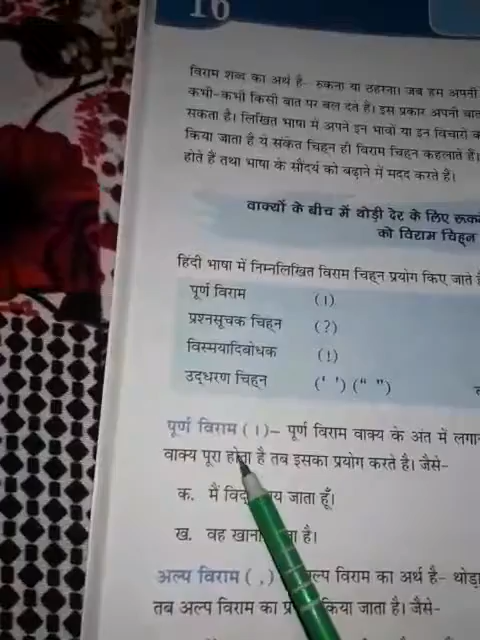 16
विराम शब्द का अर्थ है– रुकना या ठहरना। जब हम अपनी
कभी-कभी किसी बात पर बल देते हैं। इस प्रकार अपनी बात
सकता है। लिखित भाषा में अपने इन भावों या इन विचारों
किया जाता है ये संकेत चिह्न ही विराम चिह्न कहलाते हैं।
होते हैं तथा भाषा के सौंदर्य को बढ़ाने में मदद करते हैं।
वाक्यों के बीच में थोड़ी देर के लिए
को विराम चिह्न
हिंदी भाषा में निम्नलिखित विराम चिह्न प्रयोग किए जाते
पूर्ण विराम (।)
प्रश्नसूचक चिह्न (?)
विस्मयादिबोधक (!)
उद्धरण चिह्न (‘ ’) (“ ”)
पूर्ण विराम (।)– पूर्ण विराम वाक्य के अंत में
वाक्य पूरा होता है तब इसका प्रयोग करते है। जैसे–
क. मैं जाता हूँ।
ख. वह खाना है।
अल्प विराम (,) विराम का अर्थ है– थोड़ा
तब अल्प विराम का किया जाता है। जैसे–